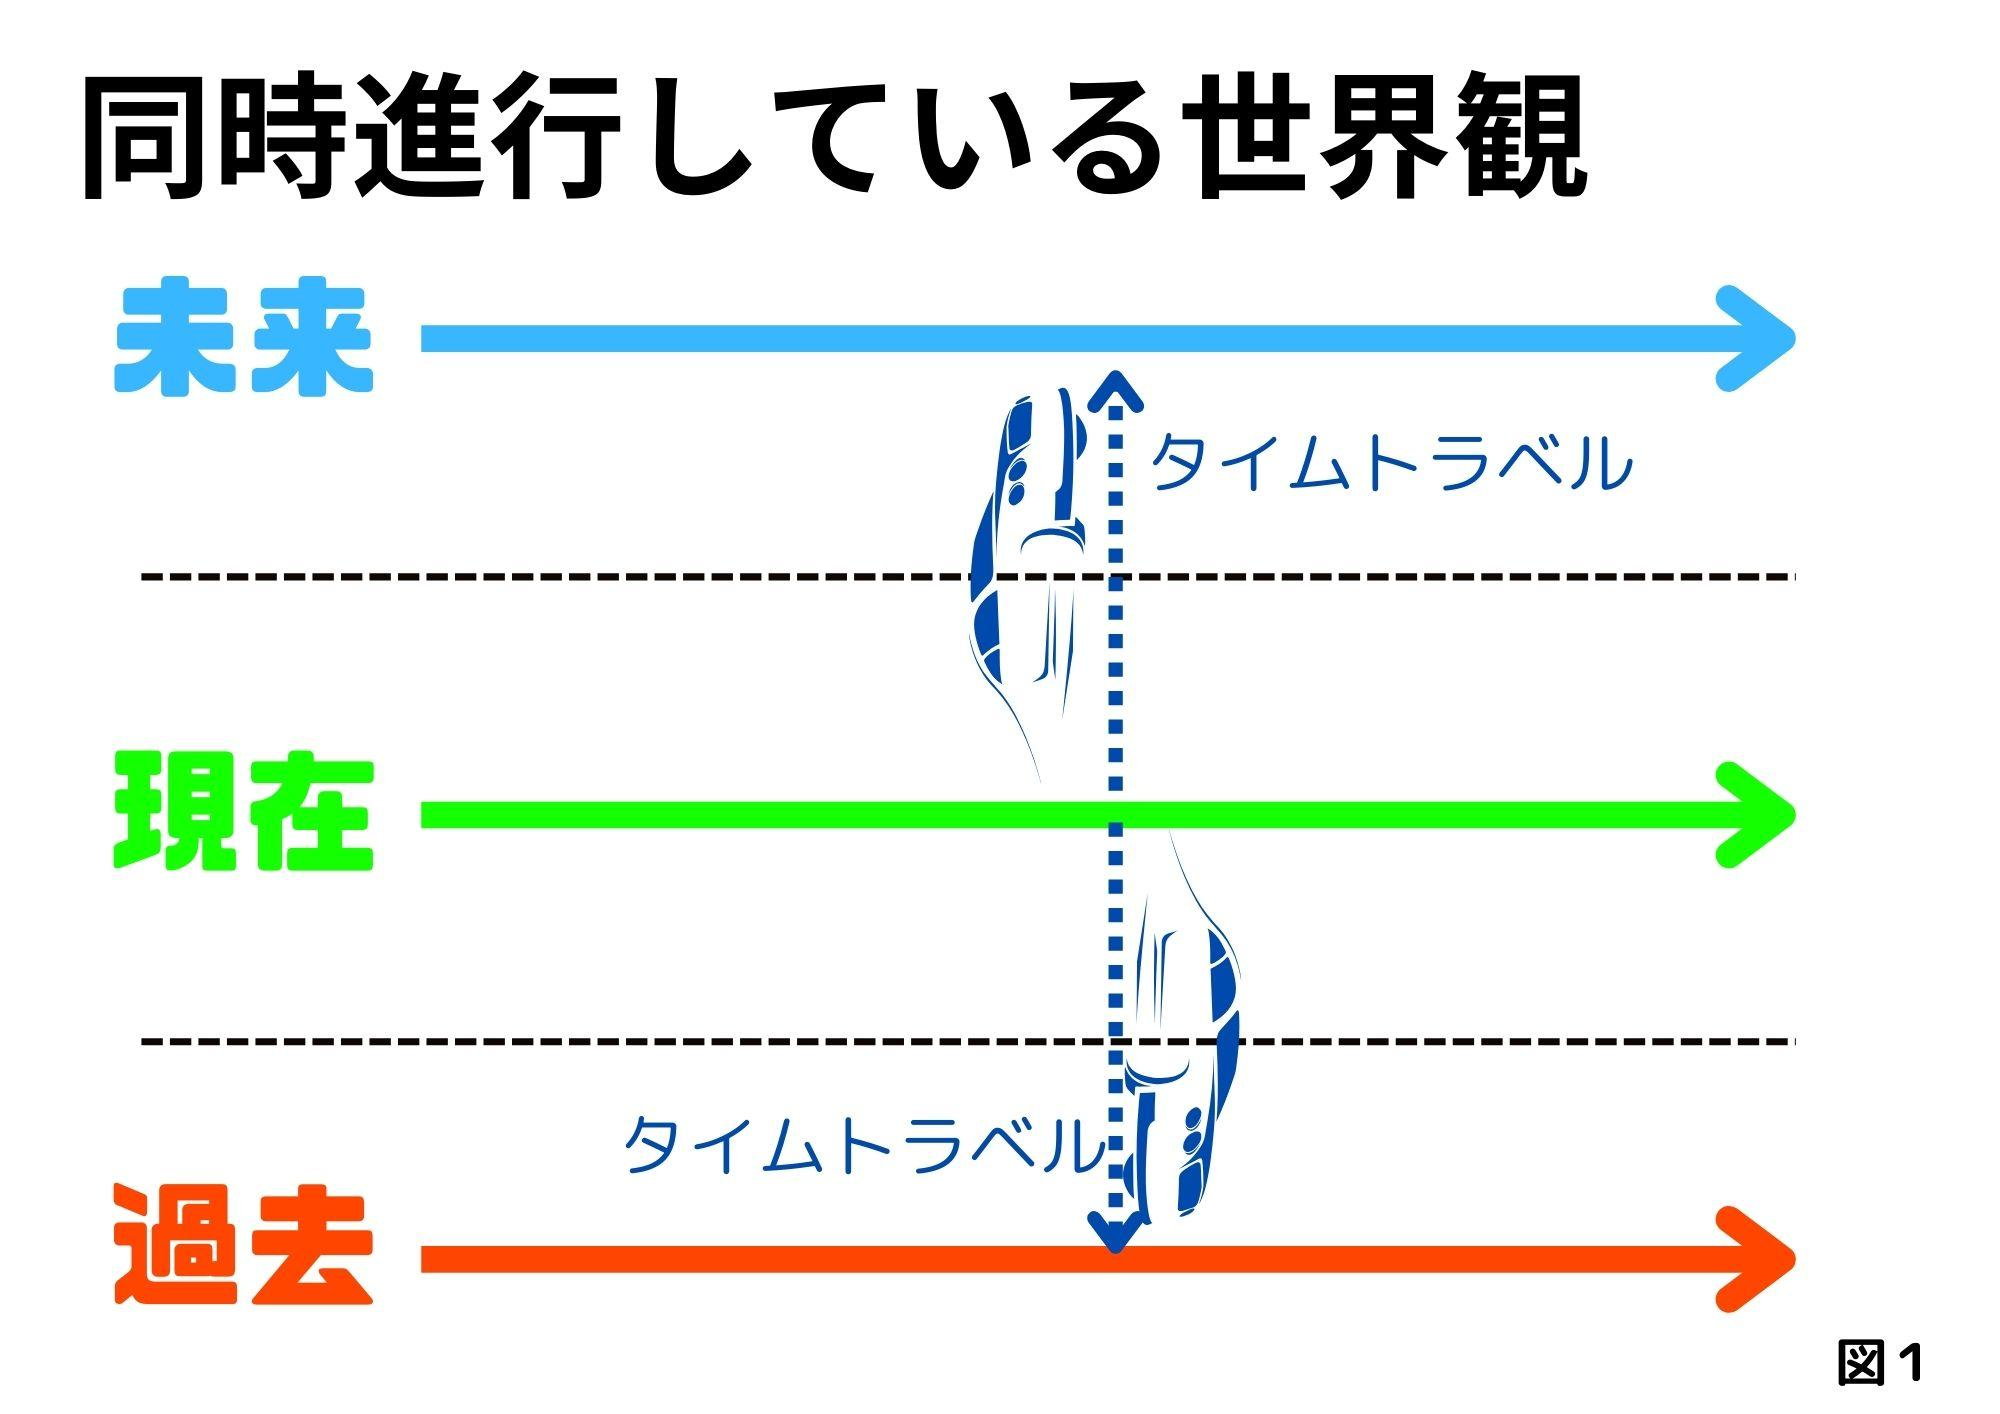 同時進行している世界観
未来
タイムトラベル
現在
タイムトラベル
過去
図1